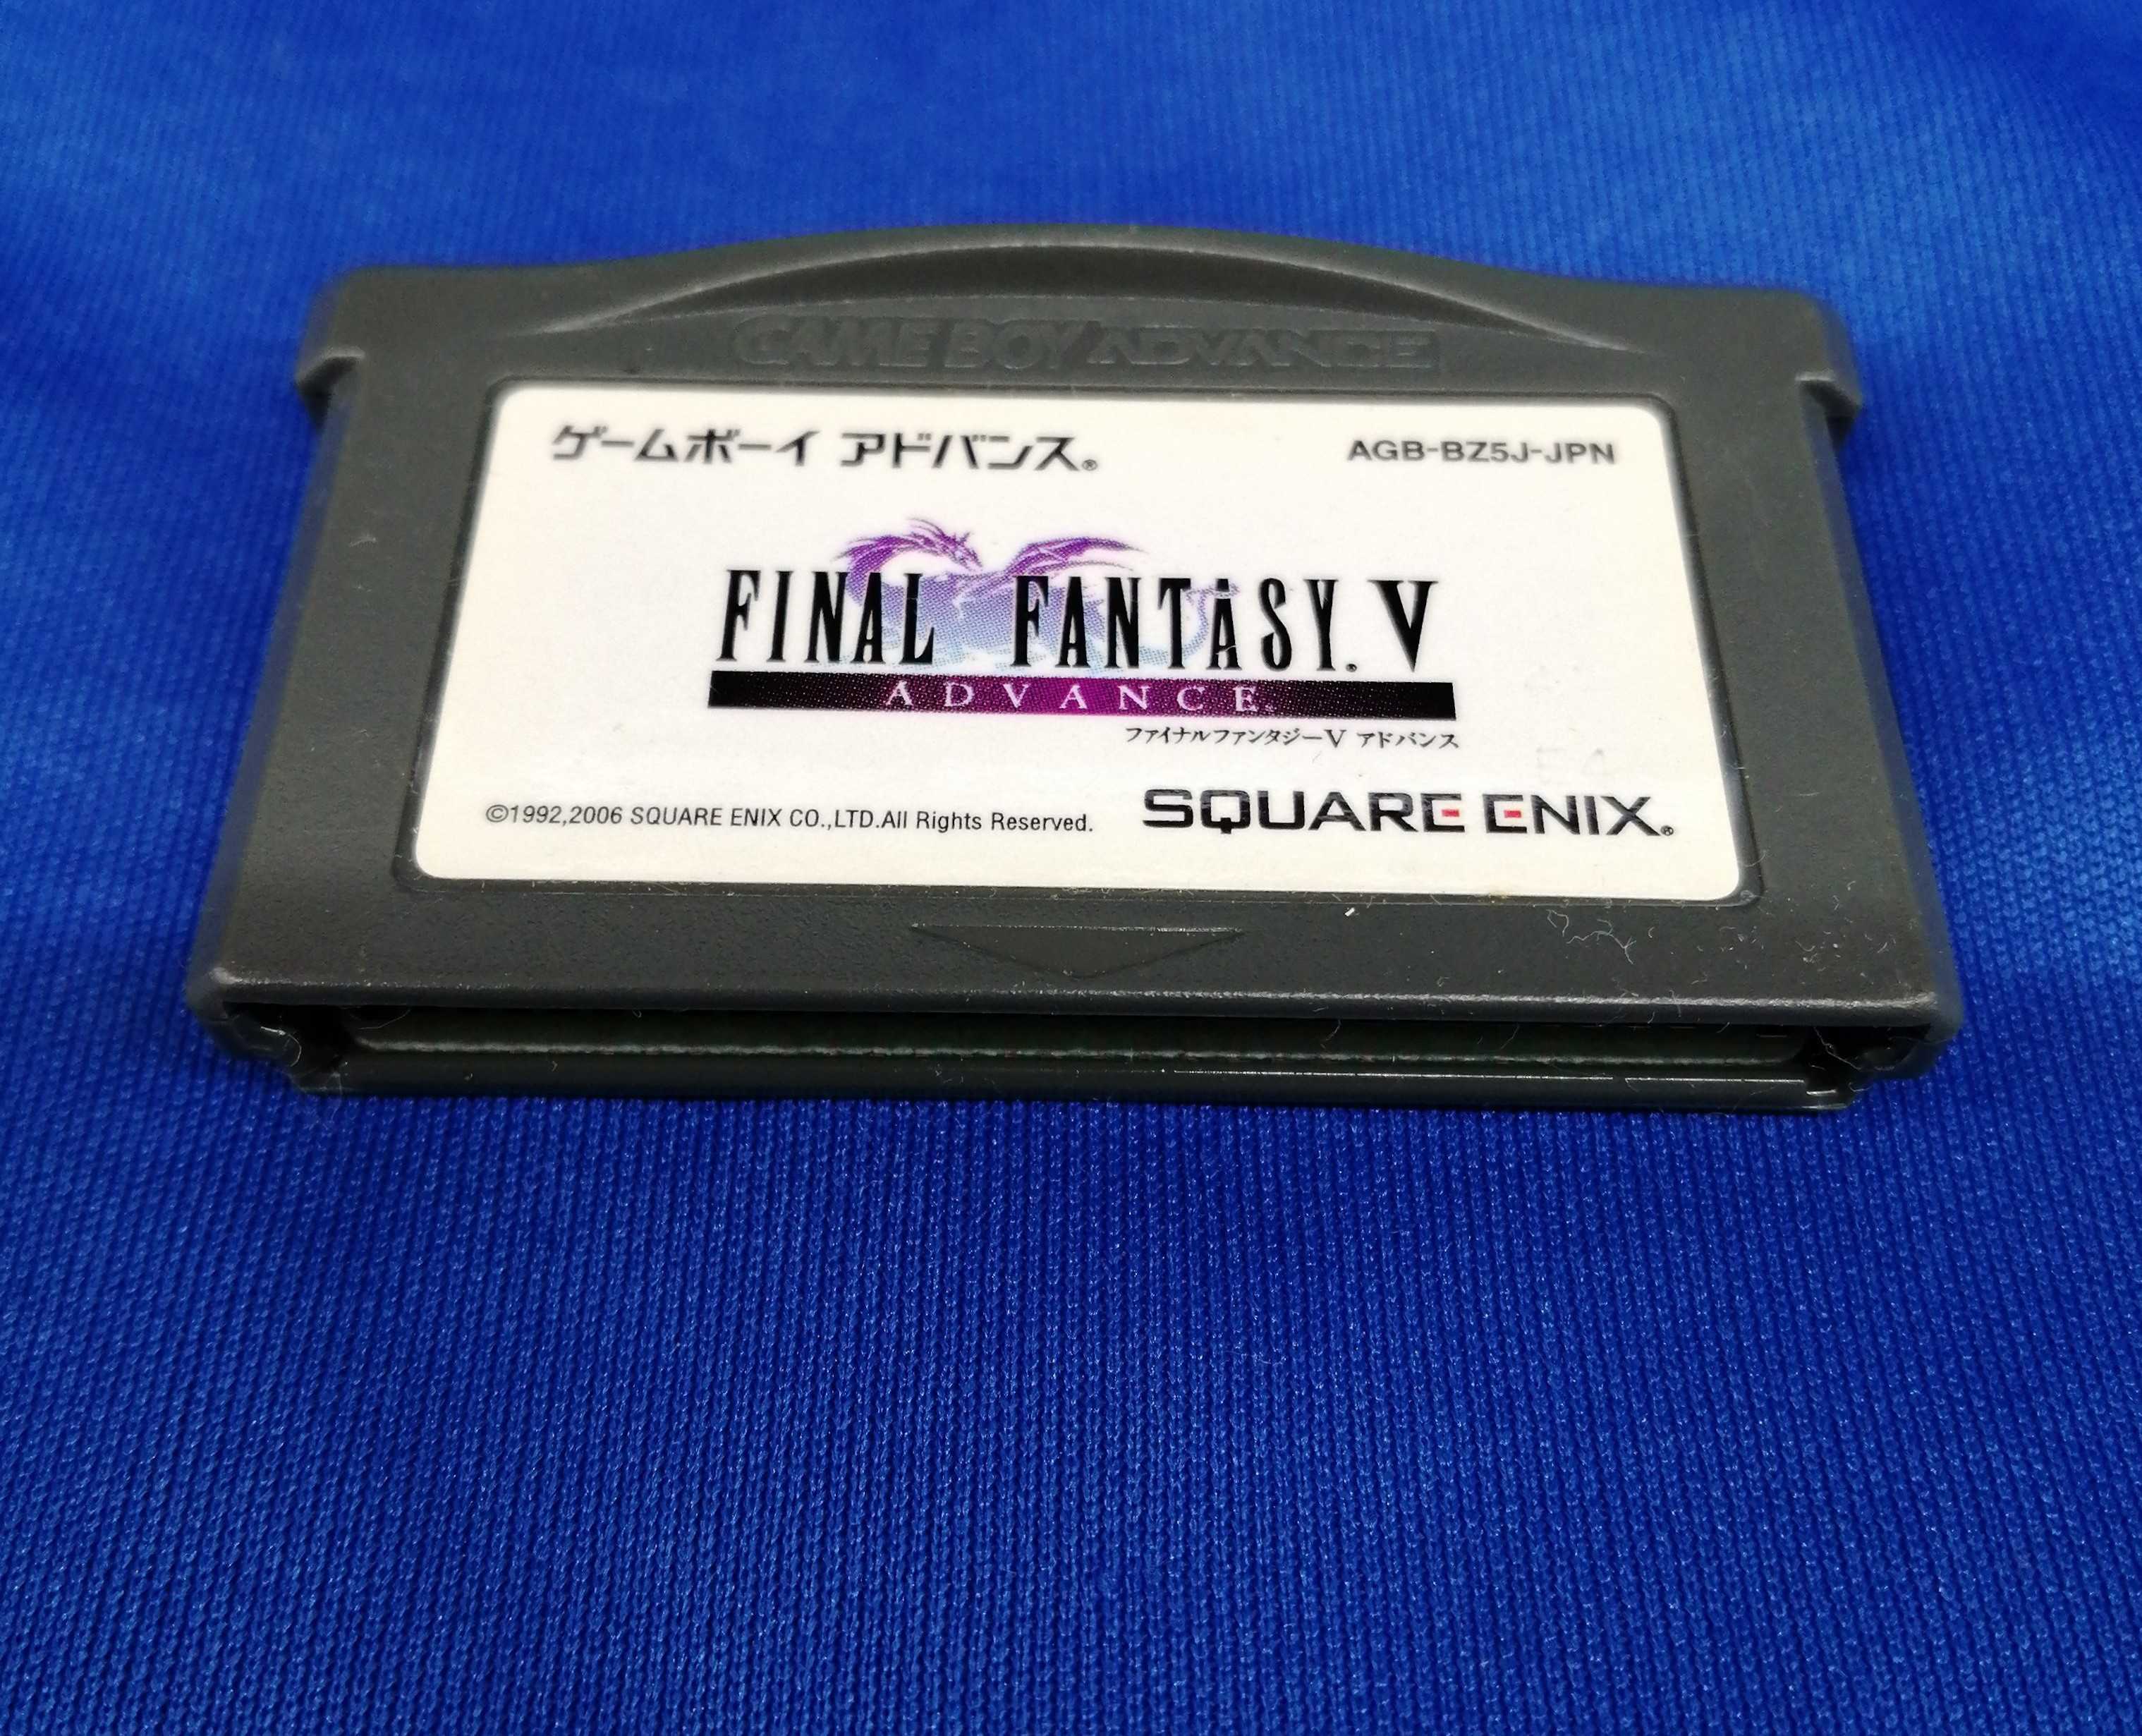 GAME BOY ADVANCE
ゲームボーイ アドバンス®
AGB-BZ5J-JPN
FINAL FANTASY® V
ADVANCE®
ファイナルファンタジーV アドバンス
©1992,2006 SQUARE ENIX CO.,LTD.All Rights Reserved.
SQUARE ENIX®